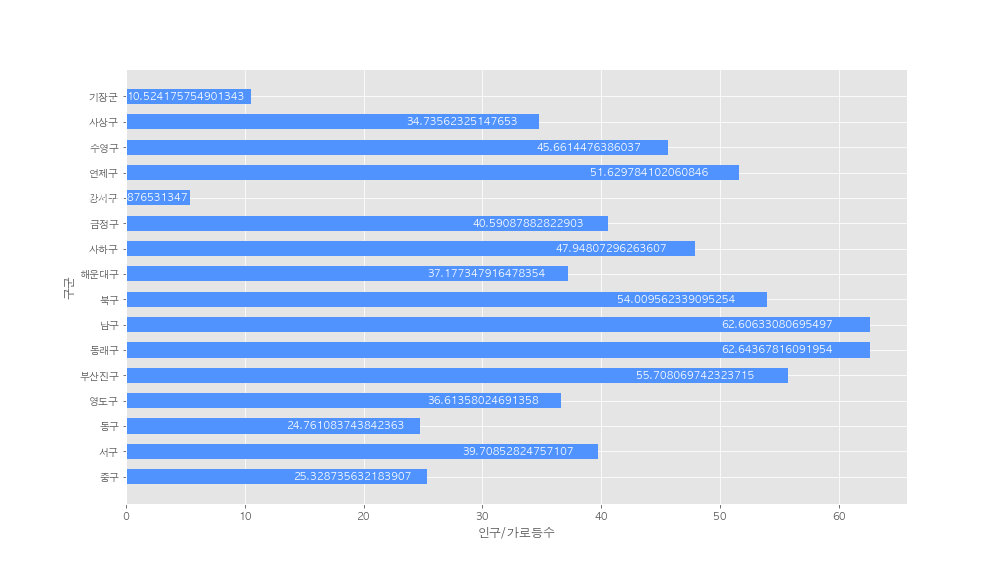 기장군 10.524175754901343
사상구 34.73562325147653
수영구 45.6614476386037
연제구 51.629784102060846
강서구 876531347
금정구 40.59087882822903
사하구 47.94807296263607
해운대구 37.177347916478354
북구 54.009562339095254
남구 62.60633080695497
동래구 62.64367816091954
부산진구 55.708069742323715
영도구 36.61358024691358
동구 24.761083743842363
서구 39.70852824757107
중구 25.328735632183907
구군
0 10 20 30 40 50 60
인구/가로등수